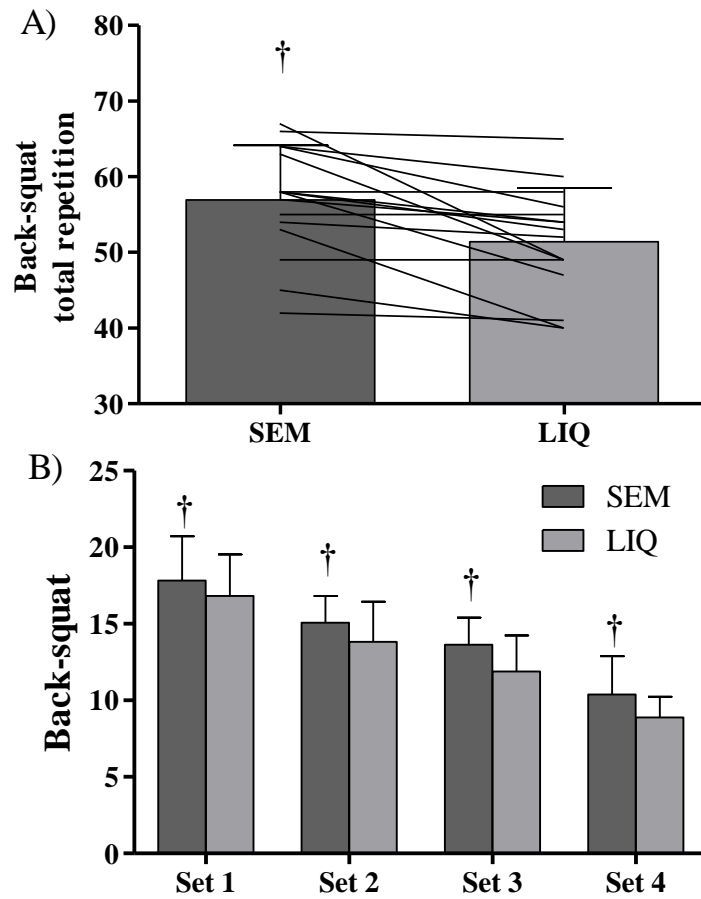 A)
80
70
60
50
40
30
Back-squat
total repetition
†
SEM
LIQ
B)
25
20
15
10
5
0
Back-squat
SEM
LIQ
†
†
†
†
Set 1
Set 2
Set 3
Set 4